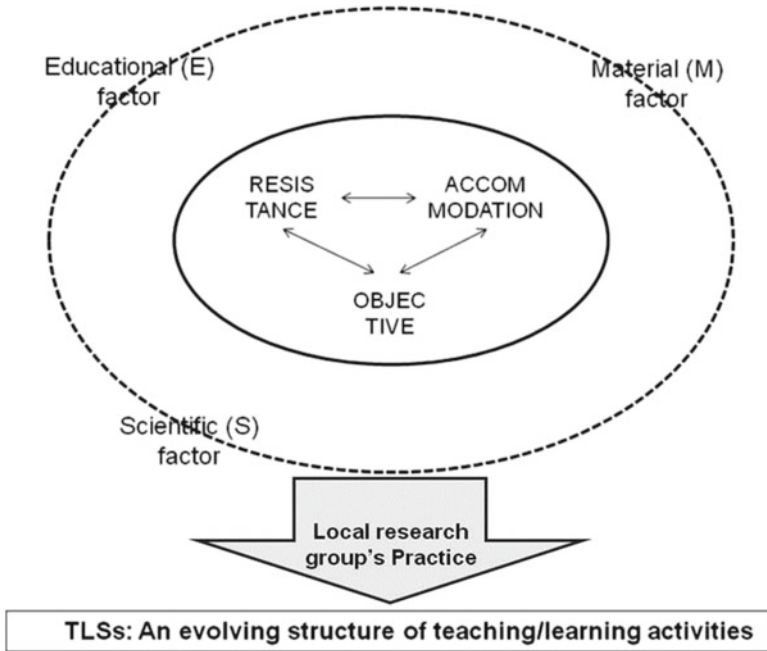 Educational (E)
factor
Material (M)
factor
RESIS
TANCE
ACCOM
MODATION
OBJEC
TIVE
Scientific (S)
factor
Local research
group's Practice
TLSs: An evolving structure of teaching/learning activities